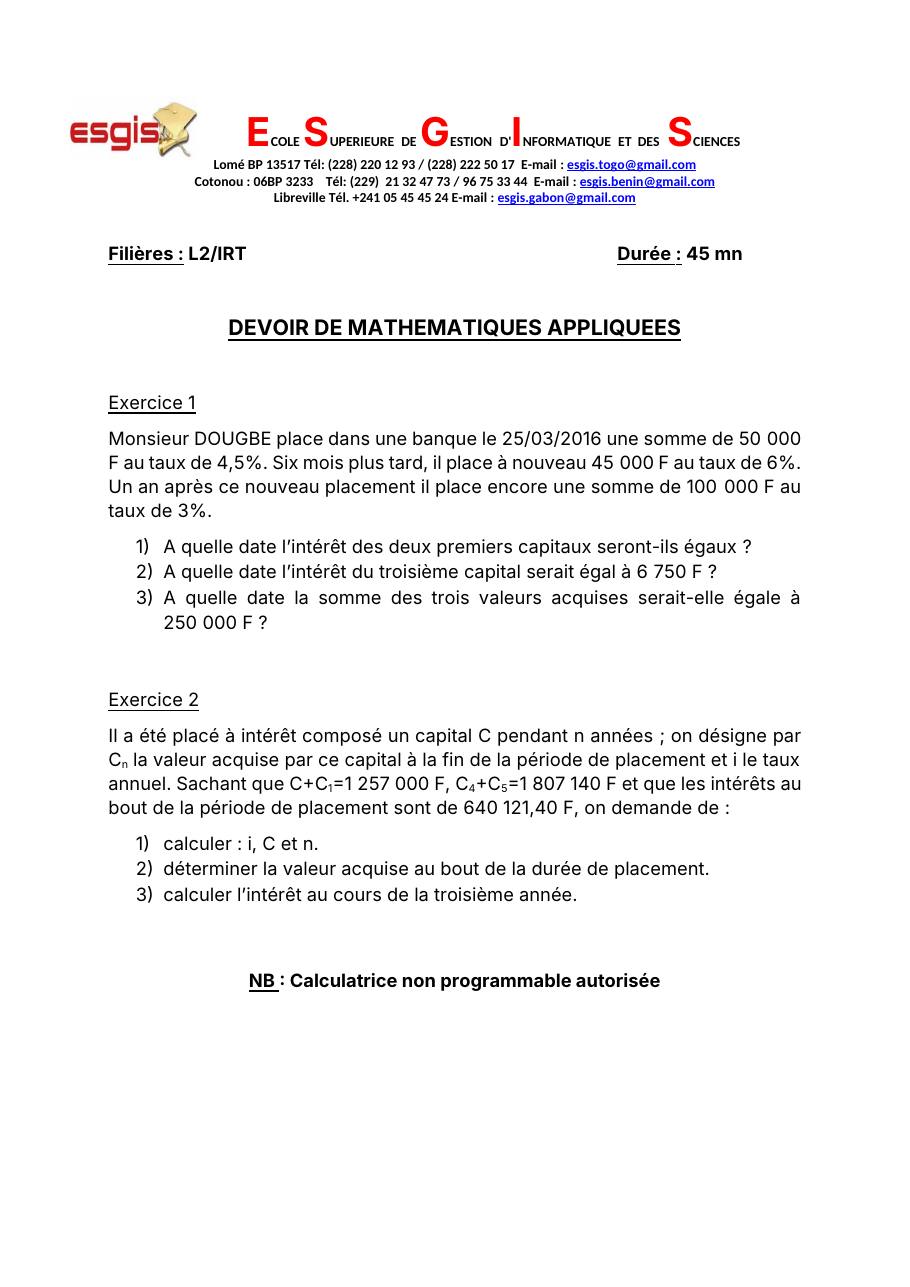 esgis
ECOLE SUPERIEURE DE GESTION D'INFORMATIQUE ET DES SCIENCES
Lomé BP 13517 Tél: (228) 220 12 93 / (228) 222 50 17 E-mail : esgis.togo@gmail.com
Cotonou : 06BP 3233 Tél: (229) 21 32 47 73 / 96 75 33 44 E-mail : esgis.benin@gmail.com
Libreville Tél. +241 05 45 45 24 E-mail : esgis.gabon@gmail.com
Filières : L2/IRT Durée : 45 mn
DEVOIR DE MATHEMATIQUES APPLIQUEES
Exercice 1
Monsieur DOUGBE place dans une banque le 25/03/2016 une somme de 50 000
F au taux de 4,5%. Six mois plus tard, il place à nouveau 45 000 F au taux de 6%.
Un an après ce nouveau placement il place encore une somme de 100 000 F au
taux de 3%.
1) A quelle date l’intérêt des deux premiers capitaux seront-ils égaux ?
2) A quelle date l’intérêt du troisième capital serait égal à 6 750 F ?
3) A quelle date la somme des trois valeurs acquises serait-elle égale à
250 000 F ?
Exercice 2
Il a été placé à intérêt composé un capital C pendant n années ; on désigne par
Cₙ la valeur acquise par ce capital à la fin de la période de placement et i le taux
annuel. Sachant que C+C₁=1 257 000 F, C₄+C₅=1 807 140 F et que les intérêts au
bout de la période de placement sont de 640 121,40 F, on demande de :
1) calculer : i, C et n.
2) déterminer la valeur acquise au bout de la durée de placement.
3) calculer l’intérêt au cours de la troisième année.
NB : Calculatrice non programmable autorisée